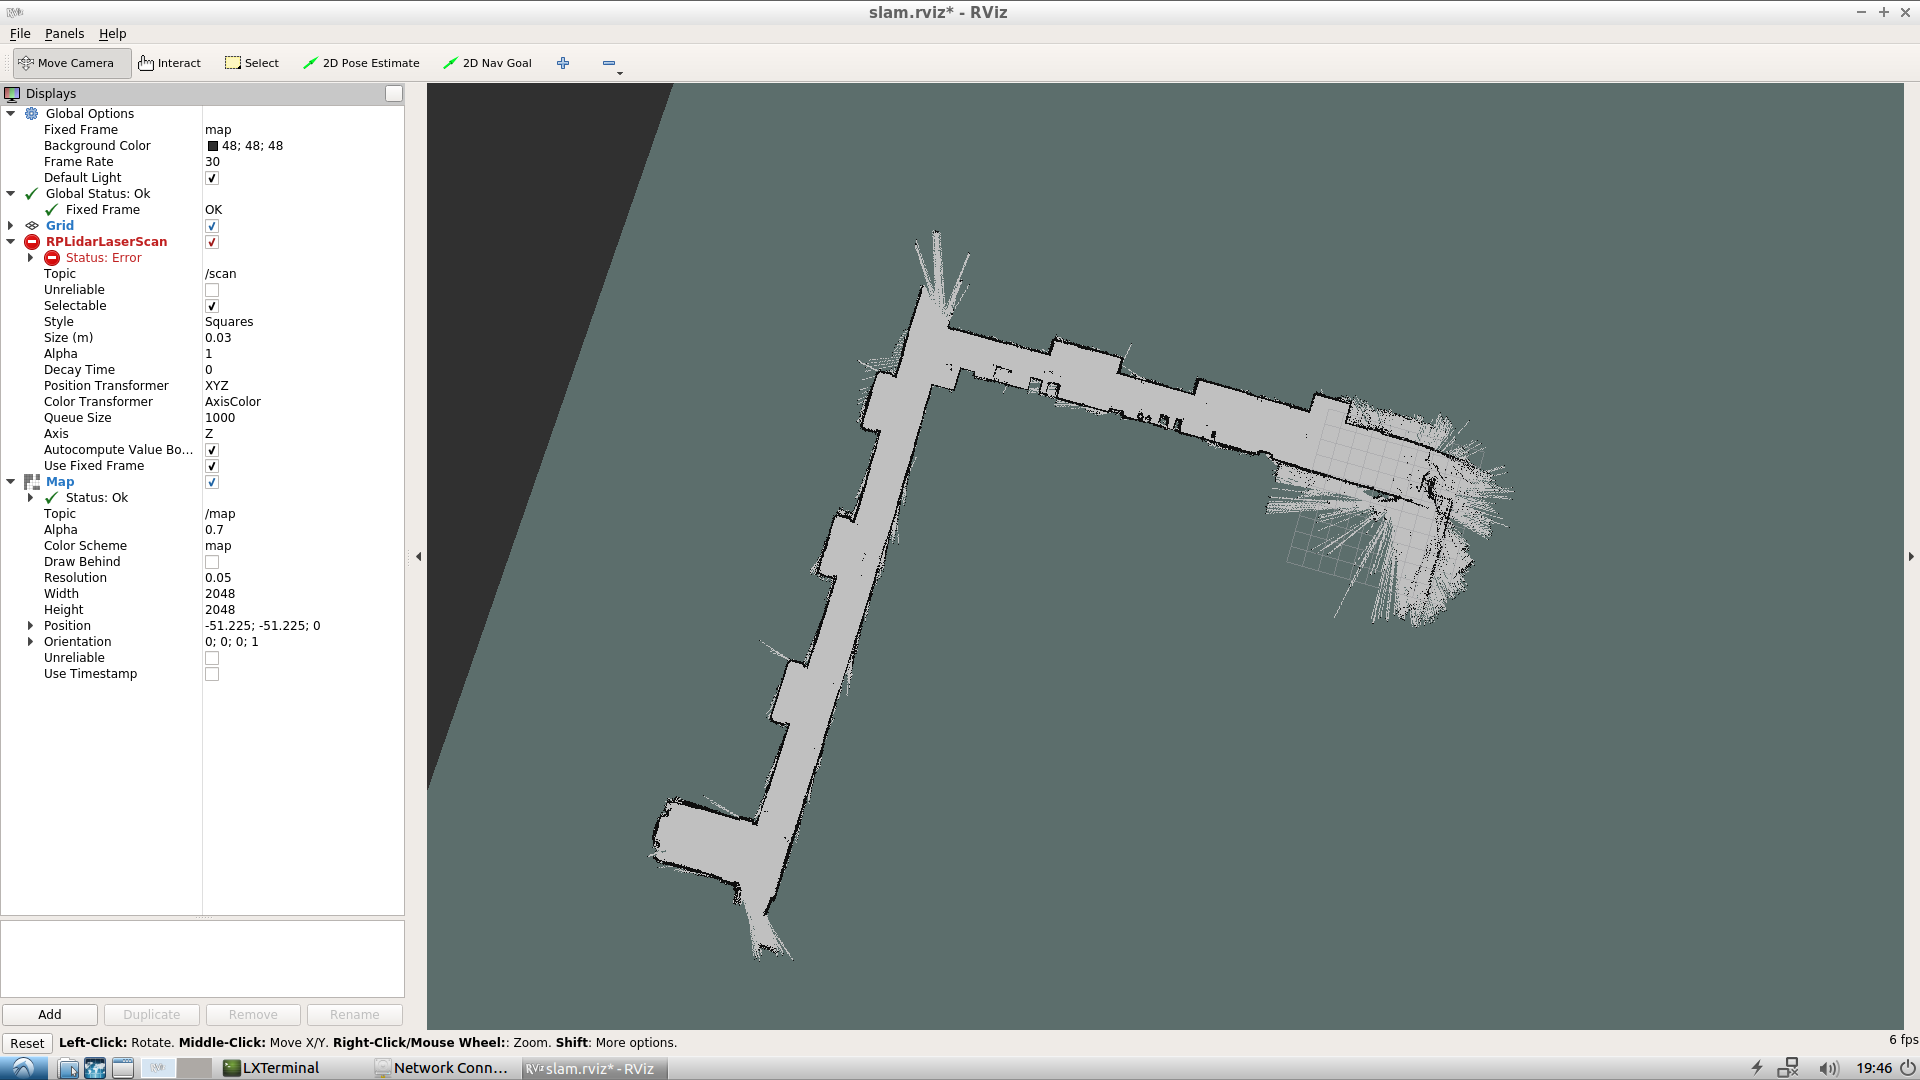 slam.rviz* - RViz
File Panels Help
Move Camera Interact Select 2D Pose Estimate 2D Nav Goal
Displays
Global Options
Fixed Frame map
Background Color 48; 48; 48
Frame Rate 30
Default Light
Global Status: Ok
Fixed Frame OK
Grid
RPLidarLaserScan
Status: Error
Topic /scan
Unreliable
Selectable
Style Squares
Size (m) 0.03
Alpha 1
Decay Time 0
Position Transformer XYZ
Color Transformer AxisColor
Queue Size 1000
Axis Z
Autocompute Value Bo...
Use Fixed Frame
Map
Status: Ok
Topic /map
Alpha 0.7
Color Scheme map
Draw Behind
Resolution 0.05
Width 2048
Height 2048
Position -51.225; -51.225; 0
Orientation 0; 0; 0; 1
Unreliable
Use Timestamp
Add Duplicate Remove Rename
Reset Left-Click: Rotate. Middle-Click: Move X/Y. Right-Click/Mouse Wheel:: Zoom. Shift: More options. 6 fps
LXTerminal Network Conn... RViz slam.rviz* - RViz 19:46